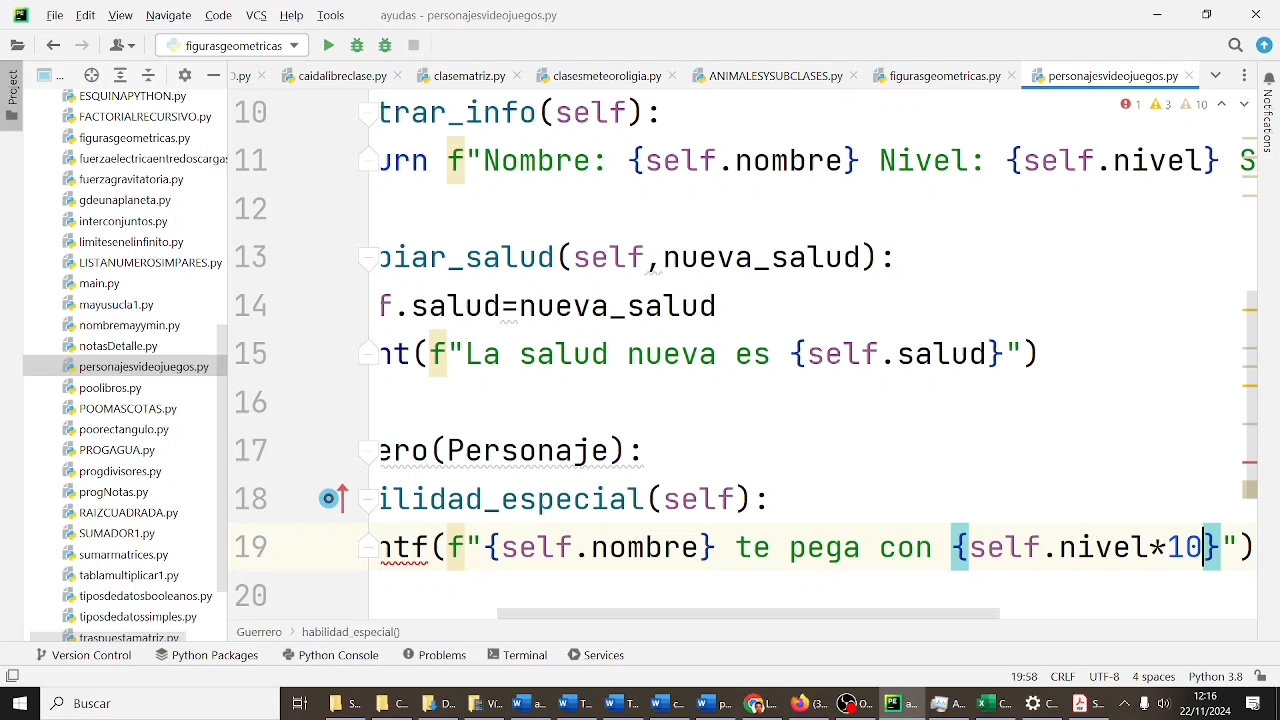 File Edit View Navigate Code VCS Help Tools ayudas - personajesvideojuegos.py
figurasgeometricas
... .py caidalibreclase.py clasematriz.py clasesmeteoroligia.py ANIMALESYSUBCLASES.py figurasgeometricas.py personajesvideojuegos.py
Project
Notifications
1 3 10
ESQUINAPYTHON.py
FACTORIALRECURSIVO.py
figurasgeometricas.py
fuerzaelectricaentredoscargas
fuerzagravitatoria.py
gdeunaplaneta.py
interconjuntos.py
limitesenelinfinito.py
LISTANUMEROSIMPARES.py
main.py
mayusucla1.py
nombremayymin.py
notasDetalle.py
personajesvideojuegos.py
poolibros.py
POOMASCOTAS.py
poorectangulo.py
PROGAGUA.py
progdivisores.py
progNotas.py
RAIZCUADRADA.py
SUMADOR1.py
sumarmatrices.py
tablamultiplicar1.py
tiposdedatosbooleanos.py
tiposdedatossimples.py
traspuestamatriz.py
10 trar_info(self):
11 urn f"Nombre: {self.nombre} Nivel: {self.nivel} S
12
13 biar_salud(self,nueva_salud):
14 f.salud=nueva_salud
15 nt(f"La salud nueva es {self.salud}")
16
17 ero(Personaje):
18 ilidad_especial(self):
19 ntf(f"{self.nombre} te pega con {self.nivel*10}")
20
Guerrero habilidad_especial()
Version Control Python Packages Python Console Problems Terminal Services
19:58 CRLF UTF-8 4 spaces Python 3.8
Buscar S... C... T... V... a... T... T... T... T... L... F... O... a... A... E... C... S...
12:16
22/11/2024